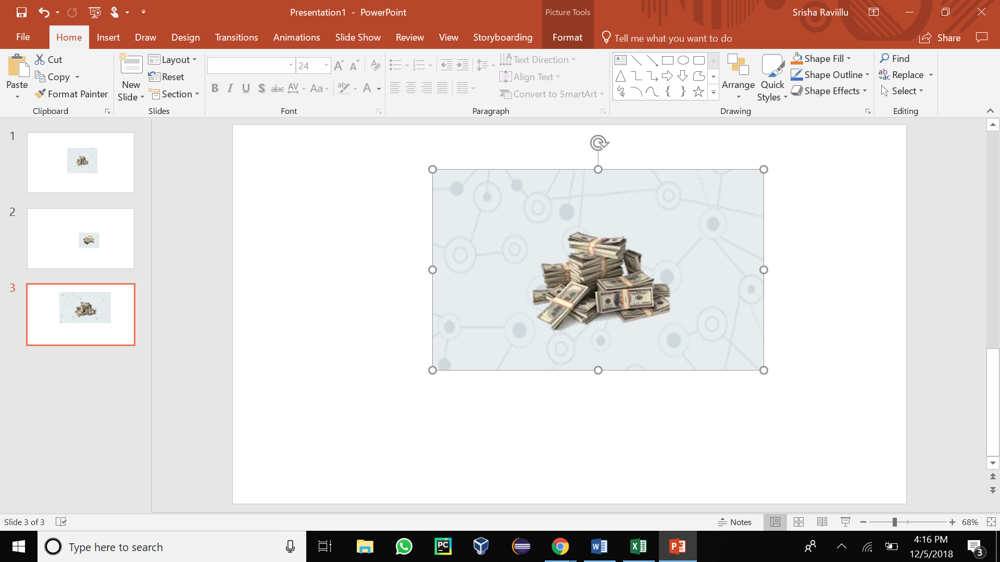 Presentation1 - PowerPoint
Picture Tools
Srisha Raviillu
File Home Insert Draw Design Transitions Animations Slide Show Review View Storyboarding Format Tell me what you want to do Share
Paste
Cut
Copy
Format Painter
Clipboard
New Slide
Layout
Reset
Section
Slides
24
B I U S abc AV Aa A
Font
Text Direction
Align Text
Convert to SmartArt
Paragraph
Arrange
Quick Styles
Shape Fill
Shape Outline
Shape Effects
Drawing
Find
Replace
Select
Editing
1
2
3
Slide 3 of 3
Notes
68%
Type here to search
PC
4:16 PM
12/5/2018
3